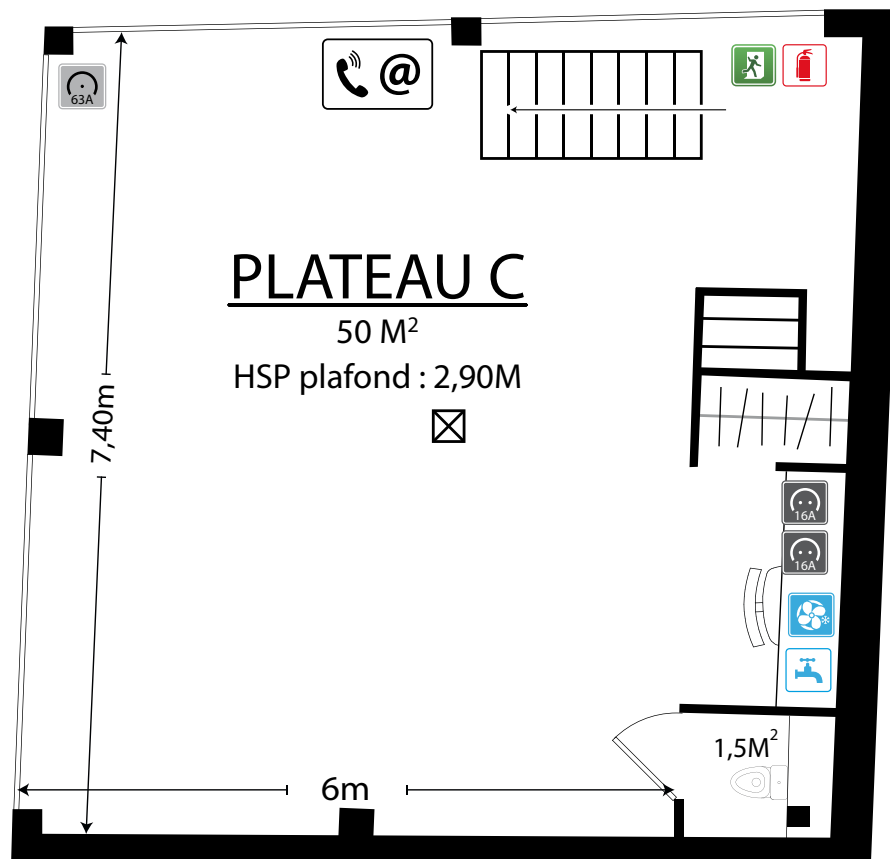 @
63A
PLATEAU C
50 M²
HSP plafond : 2,90M
7,40m
16A
16A
1,5M²
6m